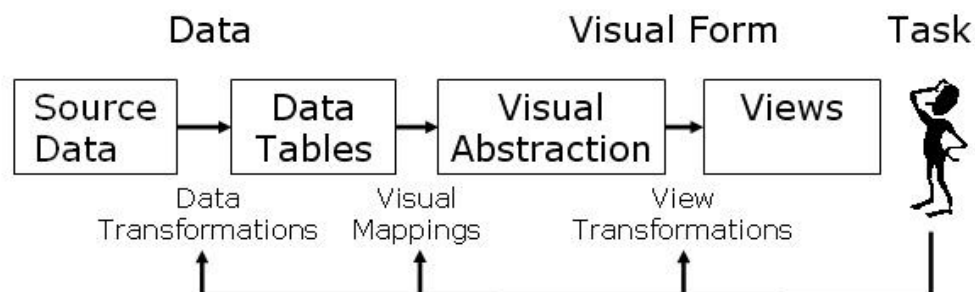 Data
Visual Form
Task
Source
Data
Data
Tables
Visual
Abstraction
Views
Data
Transformations
Visual
Mappings
View
Transformations